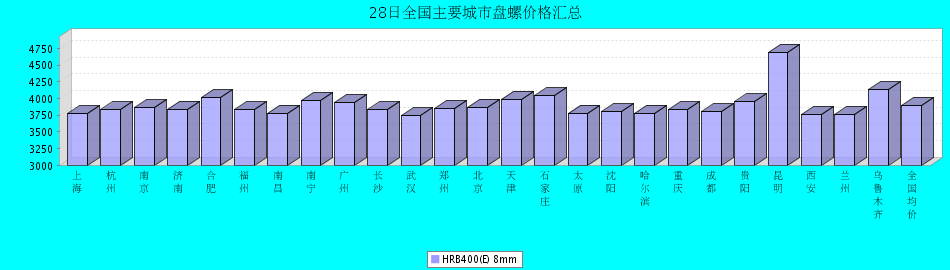 28日全国主要城市盘螺价格汇总
4750
4500
4250
4000
3750
3500
3250
3000
上海
杭州
南京
济南
合肥
福州
南昌
南宁
广州
长沙
武汉
郑州
北京
天津
石家庄
太原
沈阳
哈尔滨
重庆
成都
贵阳
昆明
西安
兰州
乌鲁木齐
全国均价
HRB400(E) 8mm